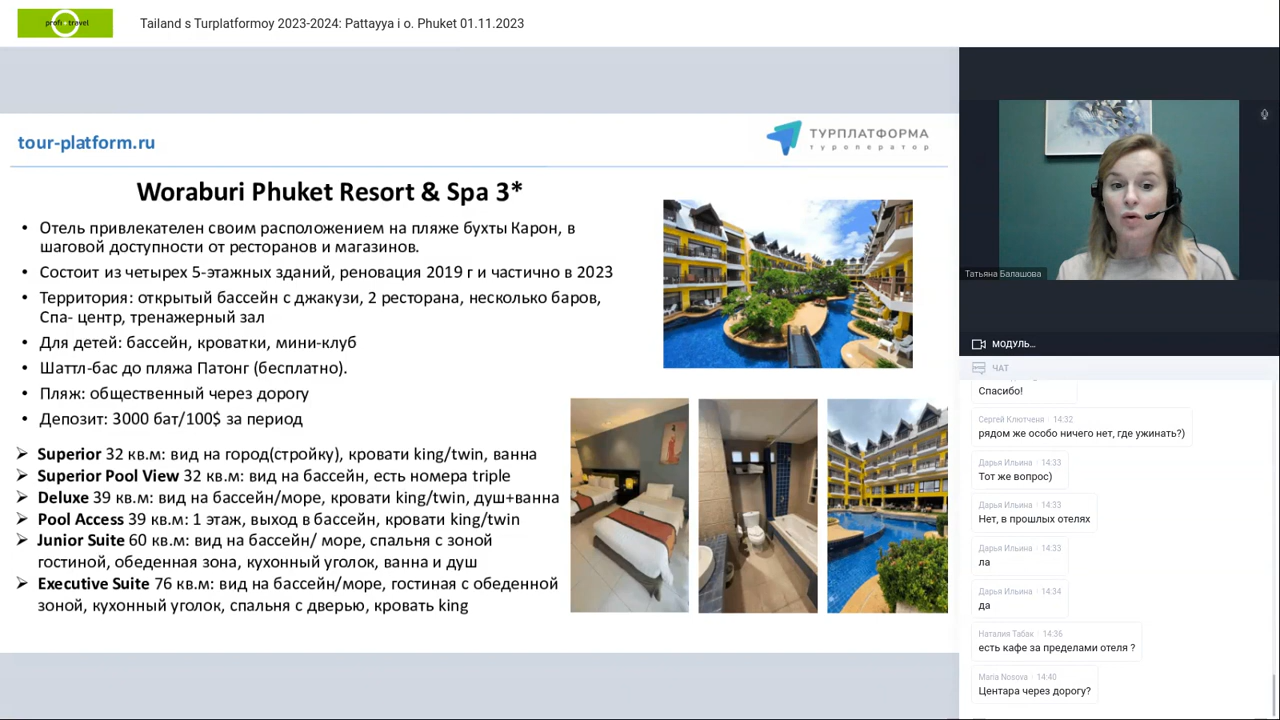 profi travel
Tailand s Turplatformoy 2023-2024: Pattayya i o. Phuket 01.11.2023
tour-platform.ru
ТУРПЛАТФОРМА
туроператор
Woraburi Phuket Resort & Spa 3*
• Отель привлекателен своим расположением на пляже бухты Карон, в
шаговой доступности от ресторанов и магазинов.
• Состоит из четырех 5-этажных зданий, реновация 2019 г и частично в 2023
• Территория: открытый бассейн с джакузи, 2 ресторана, несколько баров,
Спа- центр, тренажерный зал
• Для детей: бассейн, кроватки, мини-клуб
• Шаттл-бас до пляжа Патонг (бесплатно).
• Пляж: общественный через дорогу
• Депозит: 3000 бат/100$ за период
➢ Superior 32 кв.м: вид на город(стройку), кровати king/twin, ванна
➢ Superior Pool View 32 кв.м: вид на бассейн, есть номера triple
➢ Deluxe 39 кв.м: вид на бассейн/море, кровати king/twin, душ+ванна
➢ Pool Access 39 кв.м: 1 этаж, выход в бассейн, кровати king/twin
➢ Junior Suite 60 кв.м: вид на бассейн/ море, спальня с зоной
гостиной, обеденная зона, кухонный уголок, ванна и душ
➢ Executive Suite 76 кв.м: вид на бассейн/море, гостиная с обеденной
зоной, кухонный уголок, спальня с дверью, кровать king
Татьяна Балашова
МОДУЛЬ...
ЧАТ
Спасибо!
Сергей Клютченя · 14:32
рядом же особо ничего нет, где ужинать?)
Дарья Ильина · 14:33
Тот же вопрос)
Дарья Ильина · 14:33
Нет, в прошлых отелях
Дарья Ильина · 14:33
ла
Дарья Ильина · 14:34
да
Наталия Табак · 14:36
есть кафе за пределами отеля ?
Maria Nosova · 14:40
Центара через дорогу?